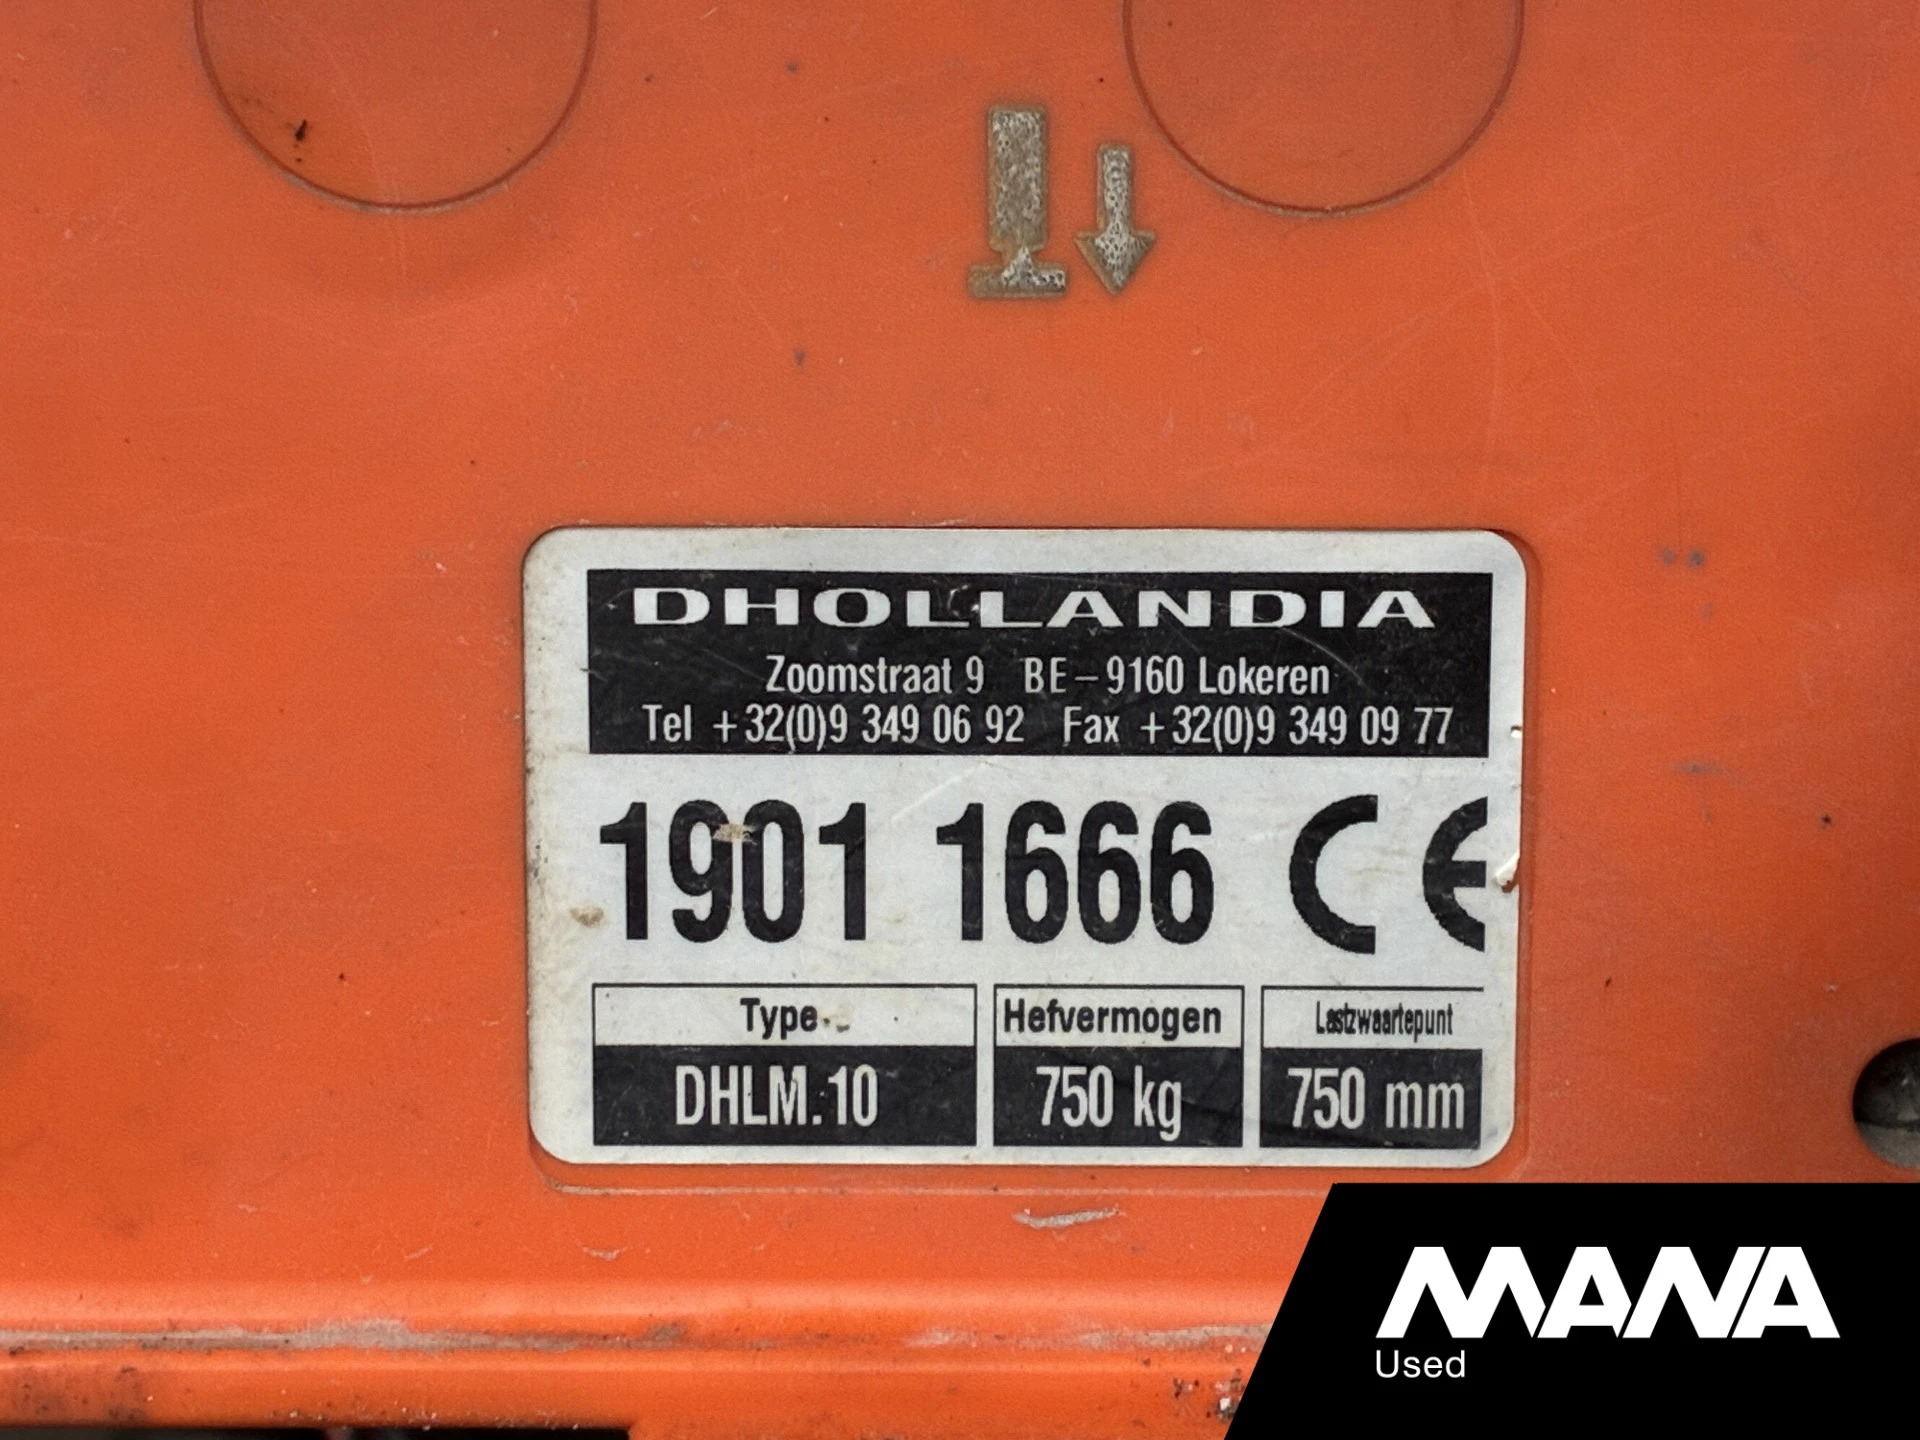 DHOLLANDIA
Zoomstraat 9 BE-9160 Lokeren
Tel +32(0)9 349 06 92 Fax +32(0)9 349 09 77
1901 1666 CE
Type Hefvermogen Lastzwaartepunt
DHLM.10 750 kg 750 mm
MANA
Used